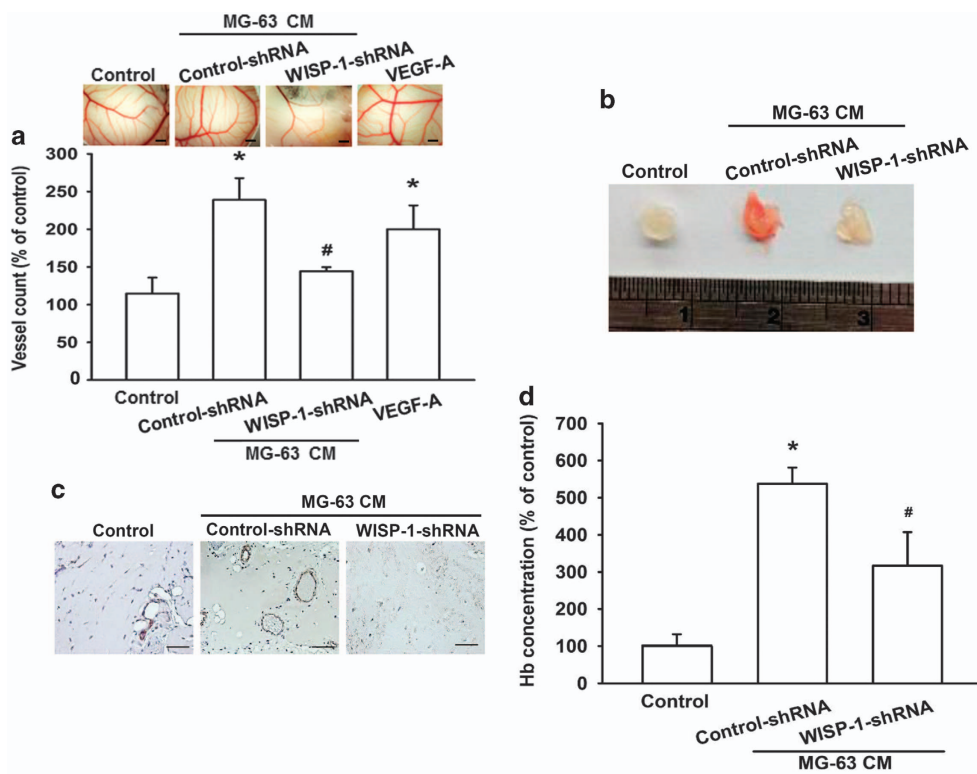 MG-63 CM
Control
Control-shRNA
WISP-1-shRNA
VEGF-A
a
Vessel count (% of control)
300
250
200
150
100
50
0
*
#
*
Control
Control-shRNA
WISP-1-shRNA
VEGF-A
MG-63 CM
b
MG-63 CM
Control
Control-shRNA
WISP-1-shRNA
1 2 3
c
MG-63 CM
Control
Control-shRNA
WISP-1-shRNA
d
Hb concentration (% of control)
700
600
500
400
300
200
100
0
*
#
Control
Control-shRNA
WISP-1-shRNA
MG-63 CM